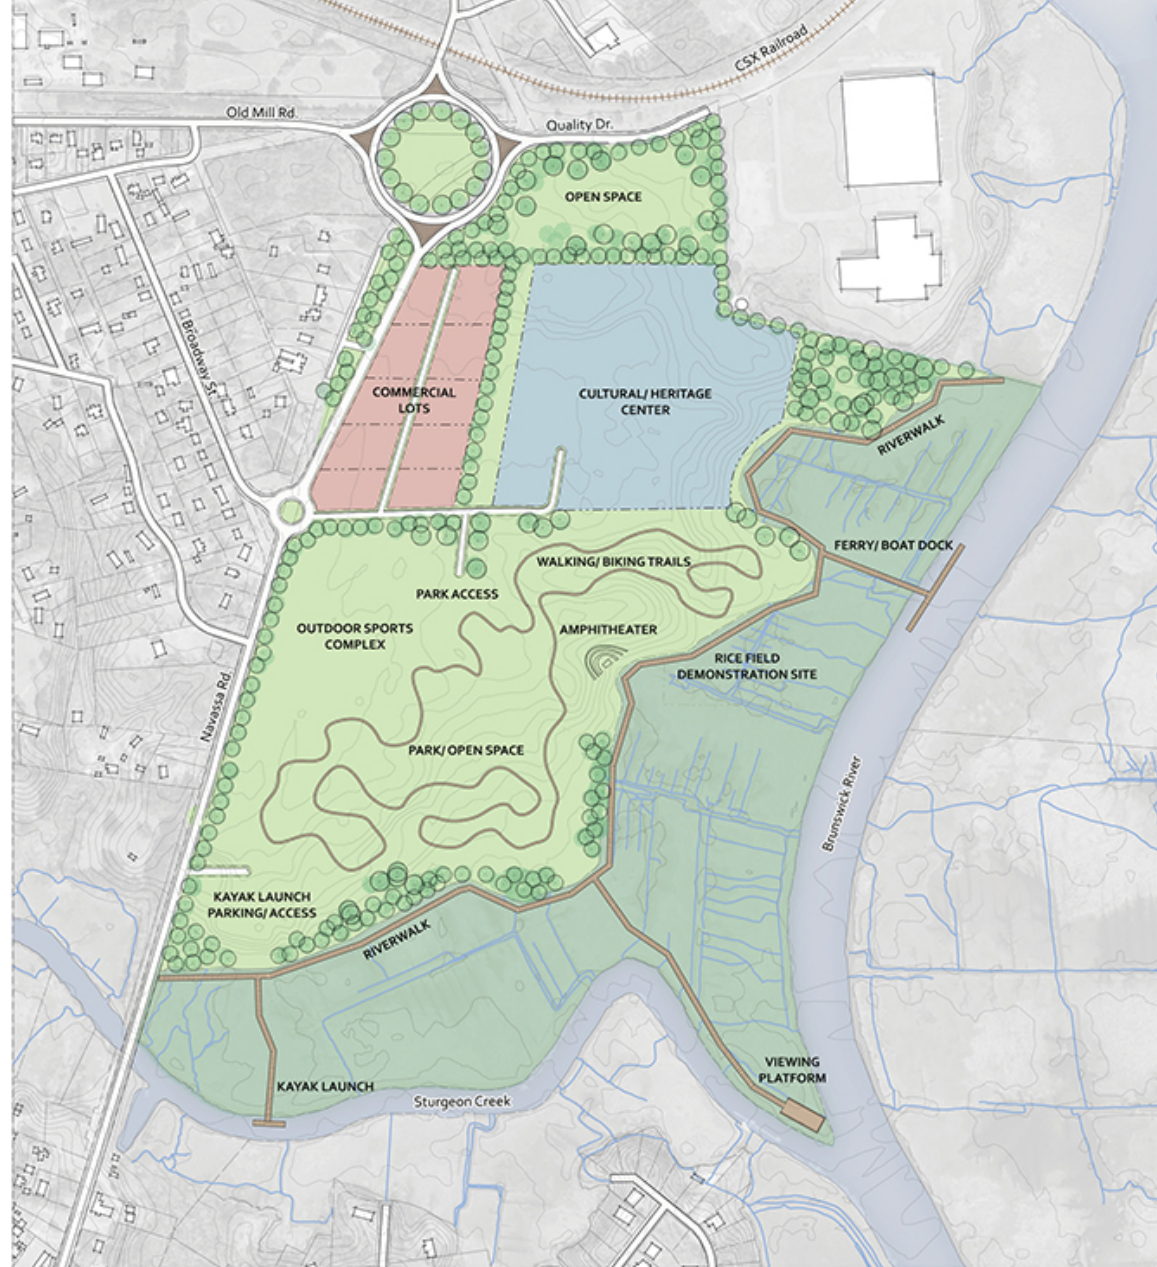 CSX Railroad
Old Mill Rd.
Quality Dr.
OPEN SPACE
Broadway St.
COMMERCIAL
LOTS
CULTURAL/ HERITAGE
CENTER
RIVERWALK
FERRY/ BOAT DOCK
WALKING/ BIKING TRAILS
PARK ACCESS
OUTDOOR SPORTS
COMPLEX
AMPHITHEATER
RICE FIELD
DEMONSTRATION SITE
Navassa Rd.
PARK/ OPEN SPACE
Brunswick River
KAYAK LAUNCH
PARKING/ ACCESS
RIVERWALK
VIEWING
PLATFORM
KAYAK LAUNCH
Sturgeon Creek